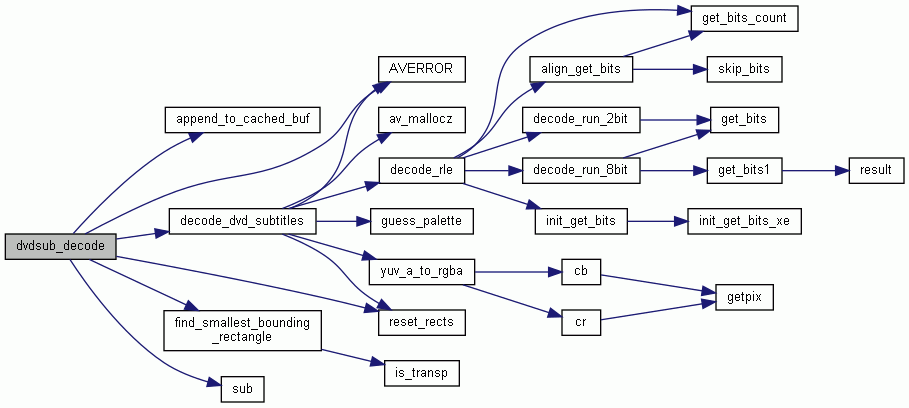 get_bits_count
AVERROR
align_get_bits
skip_bits
append_to_cached_buf
av_mallocz
decode_run_2bit
get_bits
decode_rle
decode_run_8bit
get_bits1
result
decode_dvd_subtitles
guess_palette
init_get_bits
init_get_bits_xe
dvdsub_decode
yuv_a_to_rgba
cb
getpix
find_smallest_bounding
_rectangle
reset_rects
cr
is_transp
sub